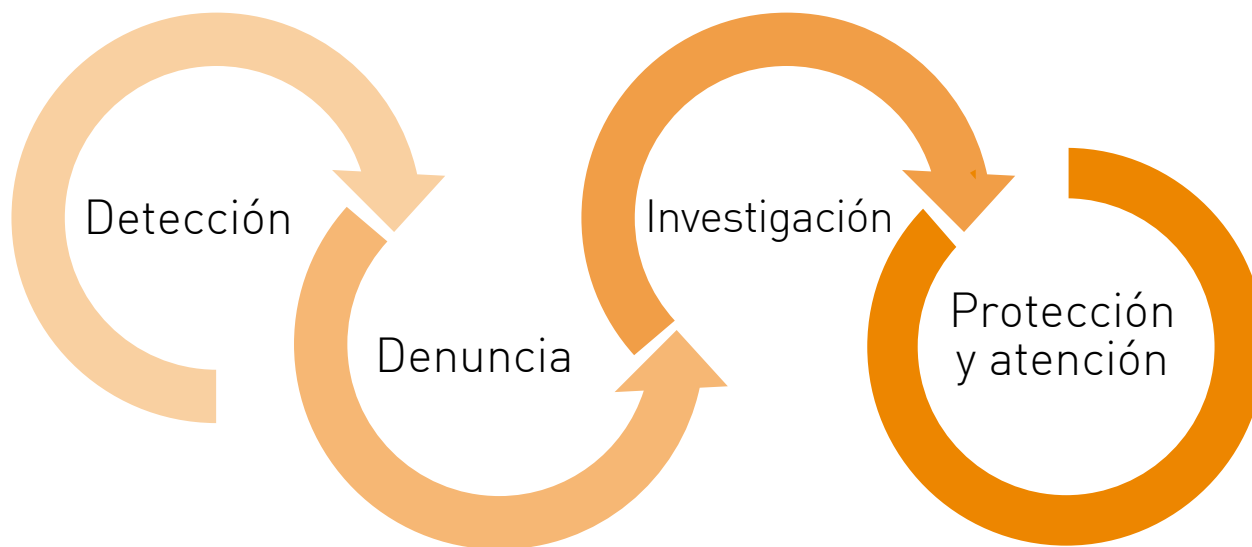 Detección
Denuncia
Investigación
Protección
y atención